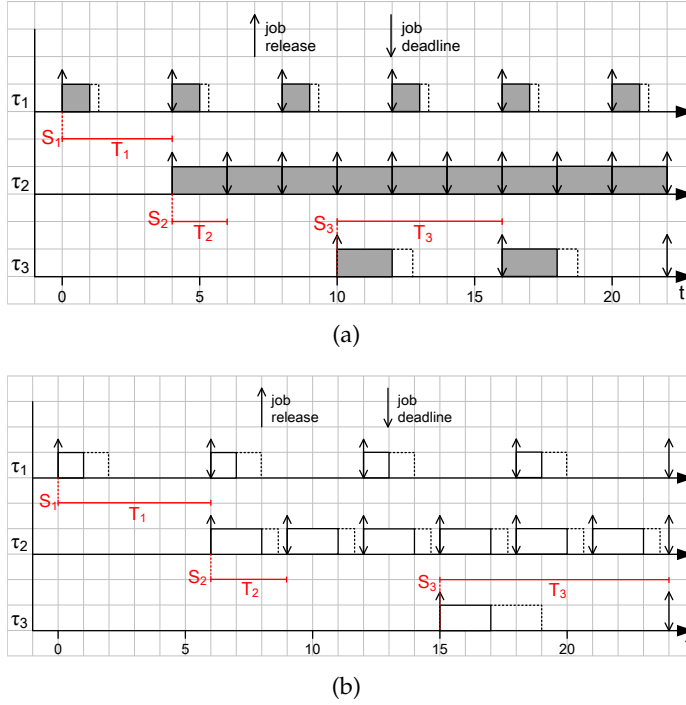 job
release
job
deadline
τ1
S1
T1
τ2
S2
T2
S3
T3
τ3
0 5 10 15 20 t
(a)
job
release
job
deadline
τ1
S1
T1
τ2
S2
T2
S3
T3
τ3
0 5 10 15 20
(b)